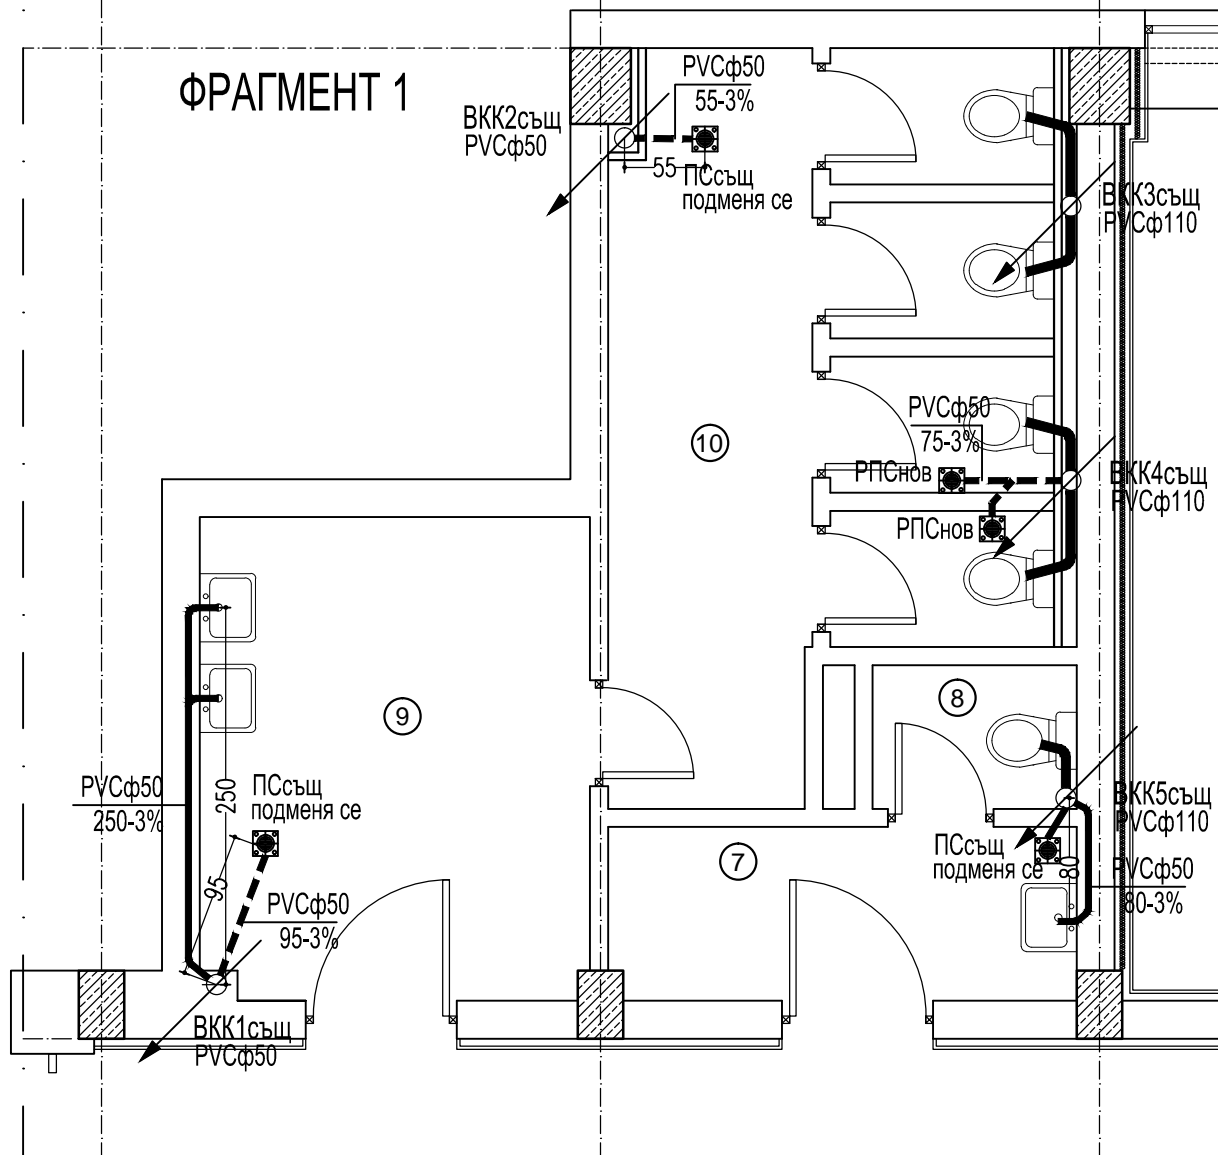 ФРАГМЕНТ 1
PVCф50
55-3%
ВКК2същ
PVCф50
55
ПСсъщ
подменя се
ВКК3същ
PVCф110
PVCф50
75-3%
10
РПСнов
ВКК4същ
PVCф110
РПСнов
8
9
PVCф50
250-3%
250
ПСсъщ
подменя се
ВКК5същ
PVCф110
ПСсъщ
подменя се
7
80
PVCф50
80-3%
95
PVCф50
95-3%
ВКК1същ
PVCф50